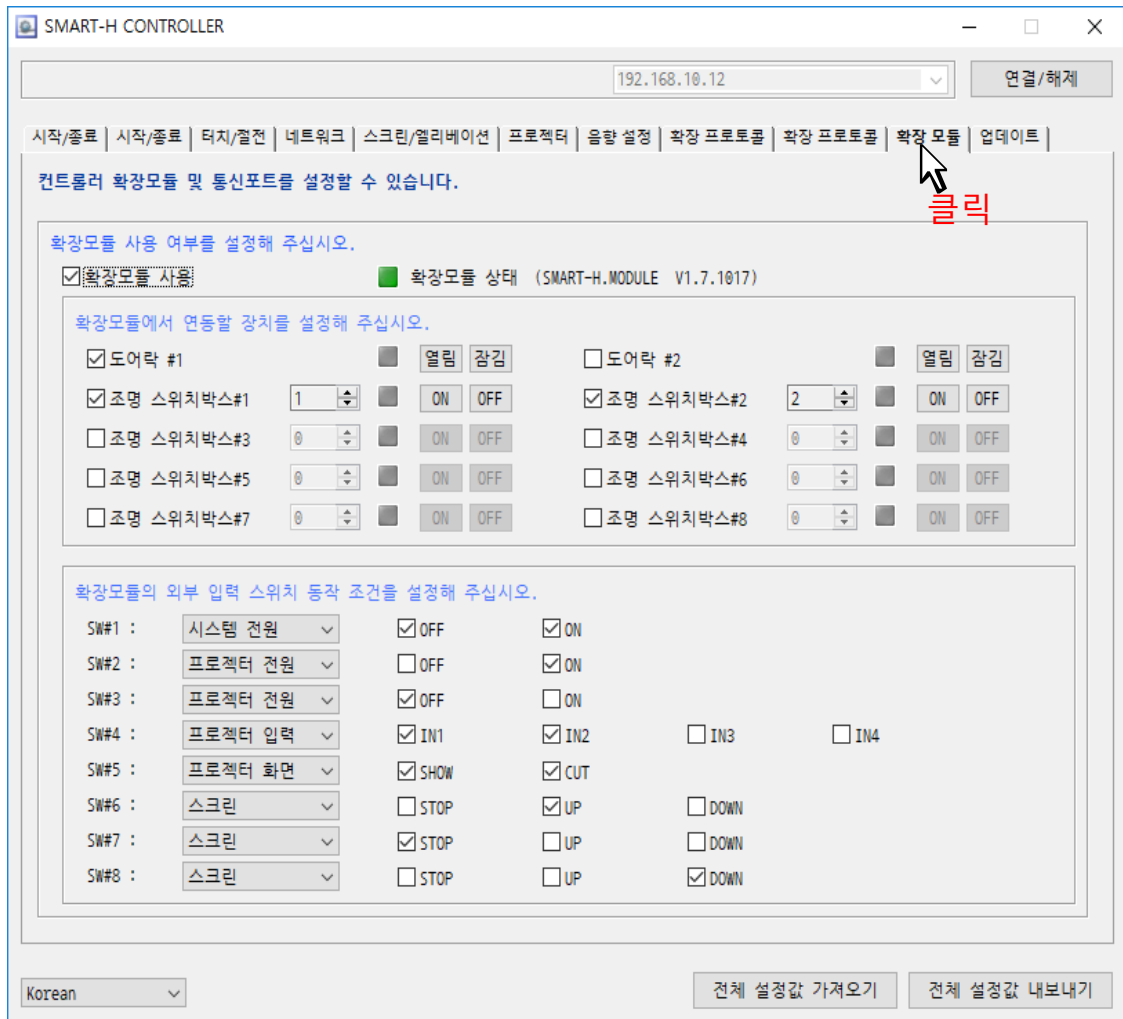 SMART-H CONTROLLER
192.168.10.12 연결/해제
시작/종료 시작/종료 터치/절전 네트워크 스크린/엘리베이션 프로젝터 음향 설정 확장 프로토콜 확장 프로토콜 확장 모듈 업데이트
컨트롤러 확장모듈 및 통신포트를 설정할 수 있습니다.
클릭
확장모듈 사용 여부를 설정해 주십시오.
확장모듈 사용 확장모듈 상태 (SMART-H.MODULE V1.7.1017)
확장모듈에서 연동할 장치를 설정해 주십시오.
도어락 #1 열림 잠김 도어락 #2 열림 잠김
조명 스위치박스#1 1 ON OFF 조명 스위치박스#2 2 ON OFF
조명 스위치박스#3 0 ON OFF 조명 스위치박스#4 0 ON OFF
조명 스위치박스#5 0 ON OFF 조명 스위치박스#6 0 ON OFF
조명 스위치박스#7 0 ON OFF 조명 스위치박스#8 0 ON OFF
확장모듈의 외부 입력 스위치 동작 조건을 설정해 주십시오.
SW#1 : 시스템 전원 OFF ON
SW#2 : 프로젝터 전원 OFF ON
SW#3 : 프로젝터 전원 OFF ON
SW#4 : 프로젝터 입력 IN1 IN2 IN3 IN4
SW#5 : 프로젝터 화면 SHOW CUT
SW#6 : 스크린 STOP UP DOWN
SW#7 : 스크린 STOP UP DOWN
SW#8 : 스크린 STOP UP DOWN
Korean 전체 설정값 가져오기 전체 설정값 내보내기